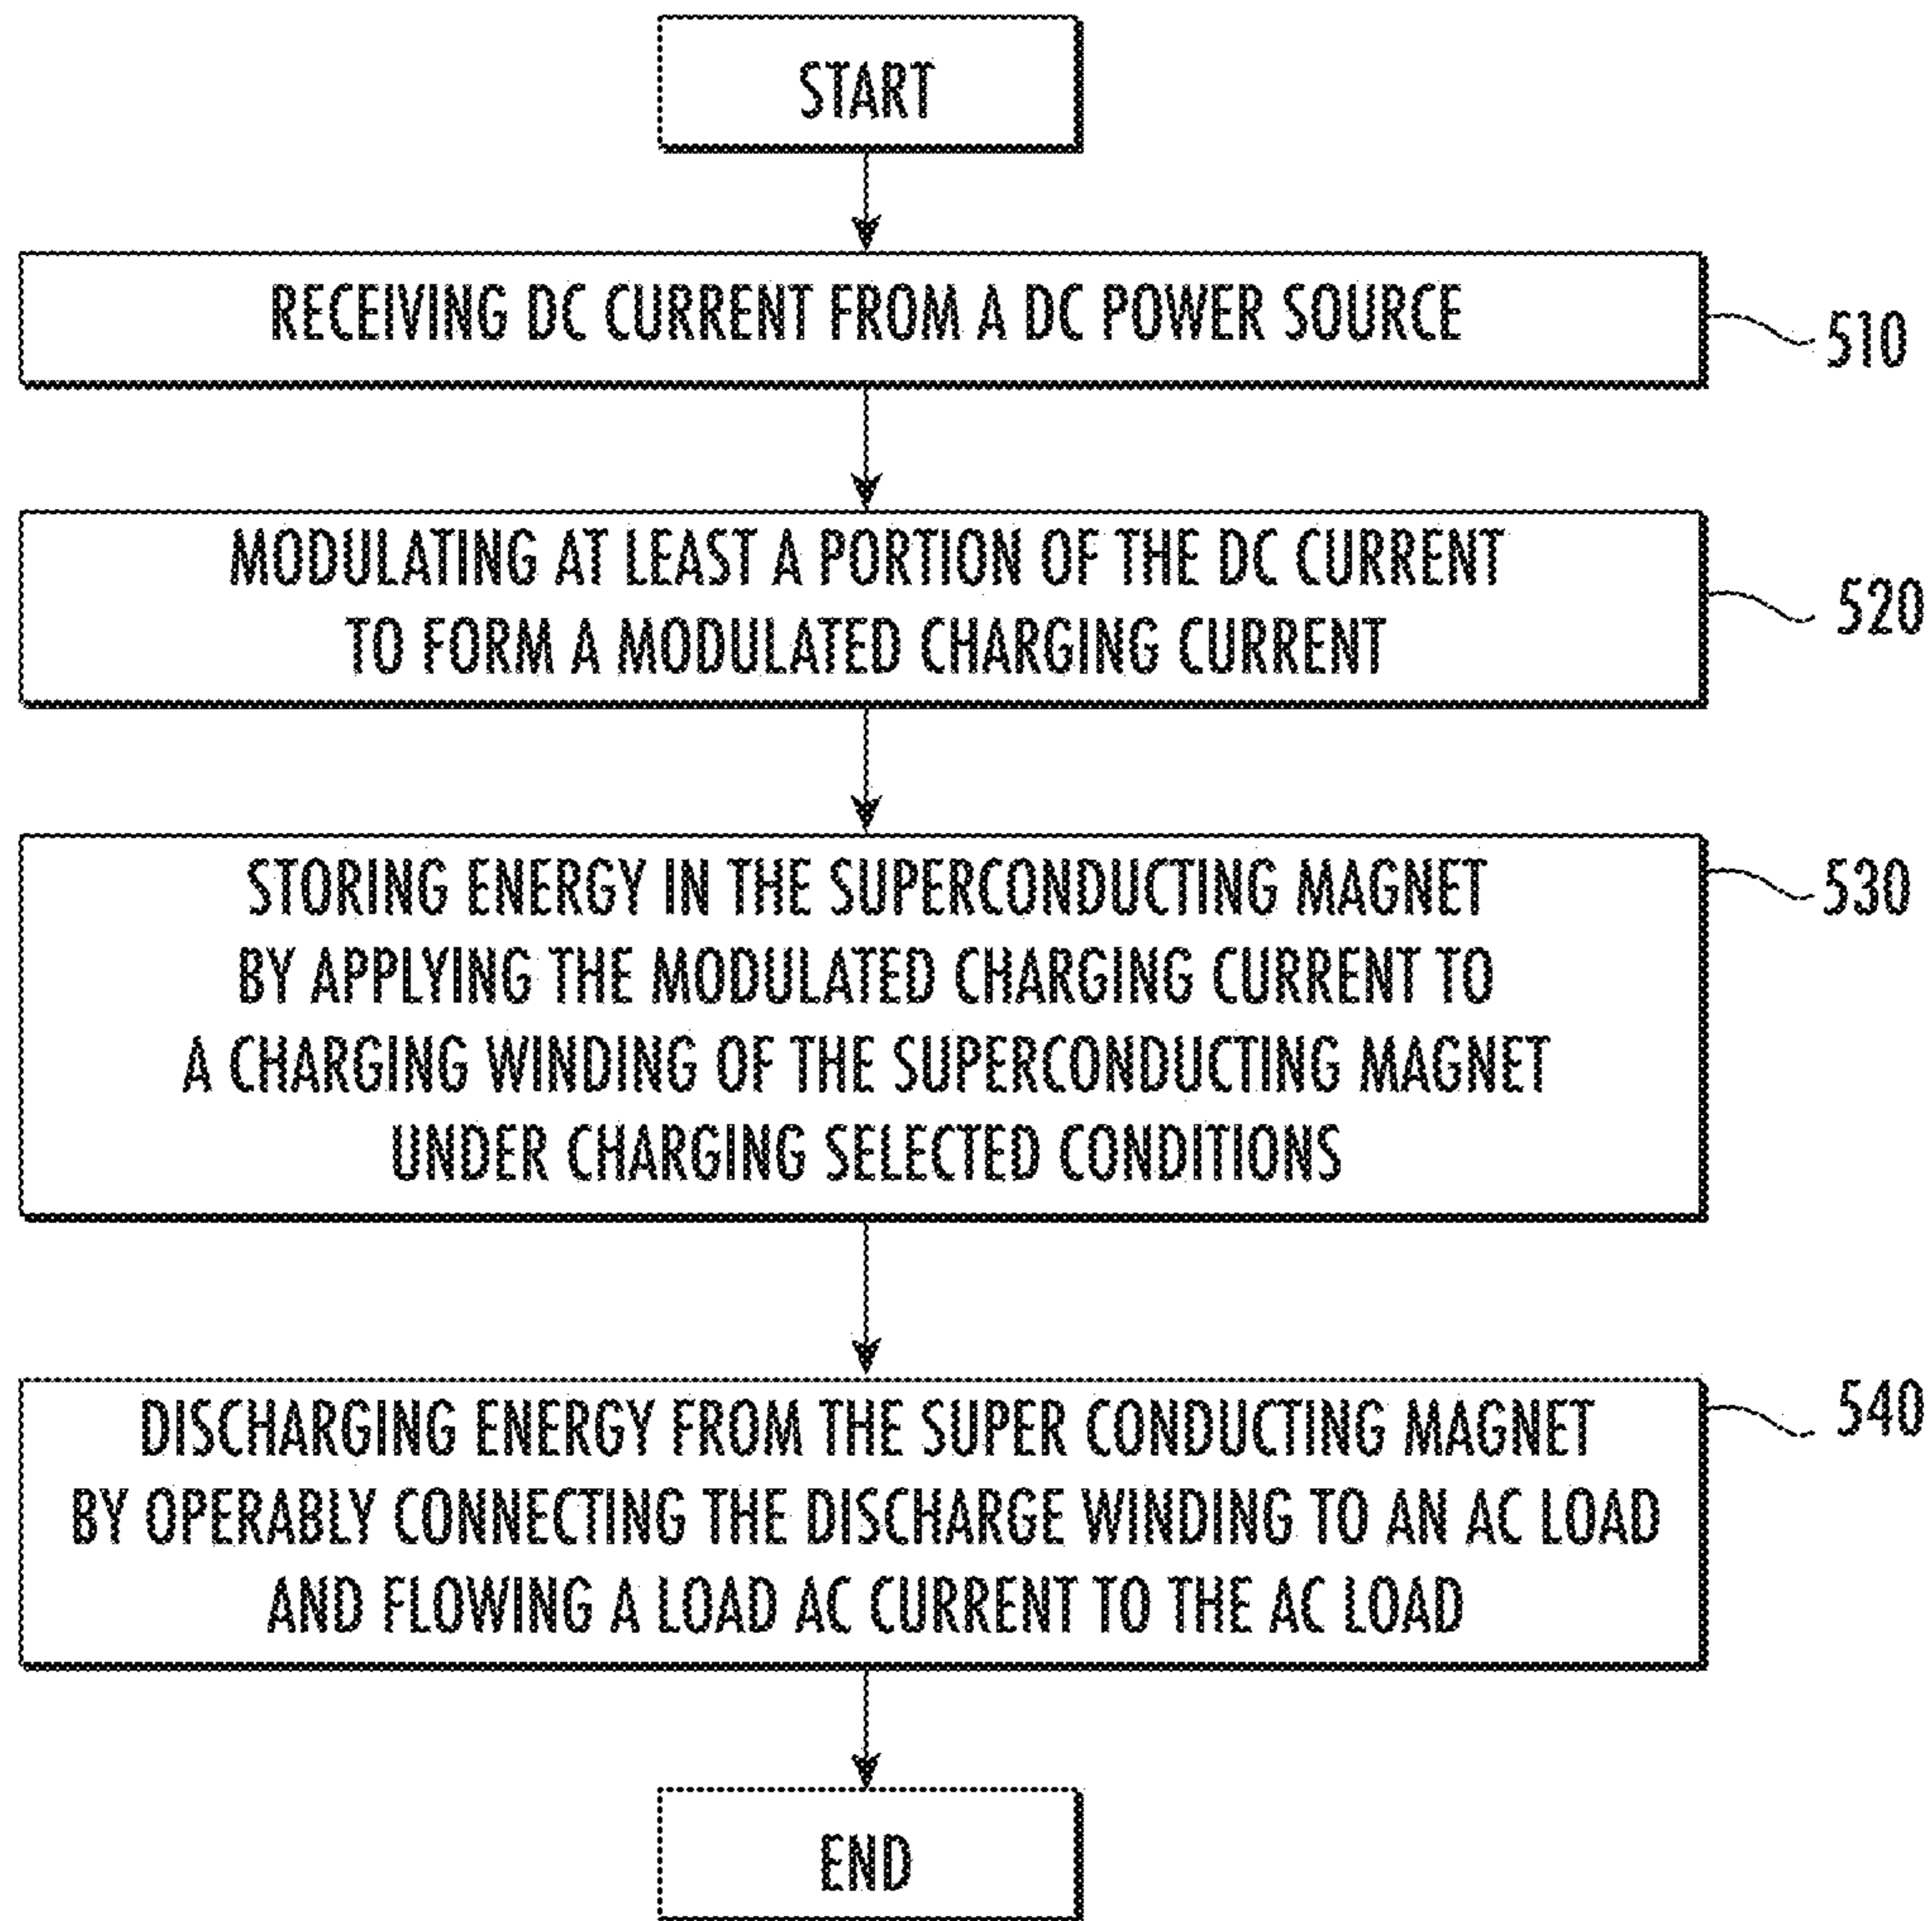 START
RECEIVING DC CURRENT FROM A DC POWER SOURCE
510
MODULATING AT LEAST A PORTION OF THE DC CURRENT
TO FORM A MODULATED CHARGING CURRENT
520
STORING ENERGY IN THE SUPERCONDUCTING MAGNET
BY APPLYING THE MODULATED CHARGING CURRENT TO
A CHARGING WINDING OF THE SUPERCONDUCTING MAGNET
UNDER CHARGING SELECTED CONDITIONS
530
DISCHARGING ENERGY FROM THE SUPER CONDUCTING MAGNET
BY OPERABLY CONNECTING THE DISCHARGE WINDING TO AN AC LOAD
AND FLOWING A LOAD AC CURRENT TO THE AC LOAD
540
END